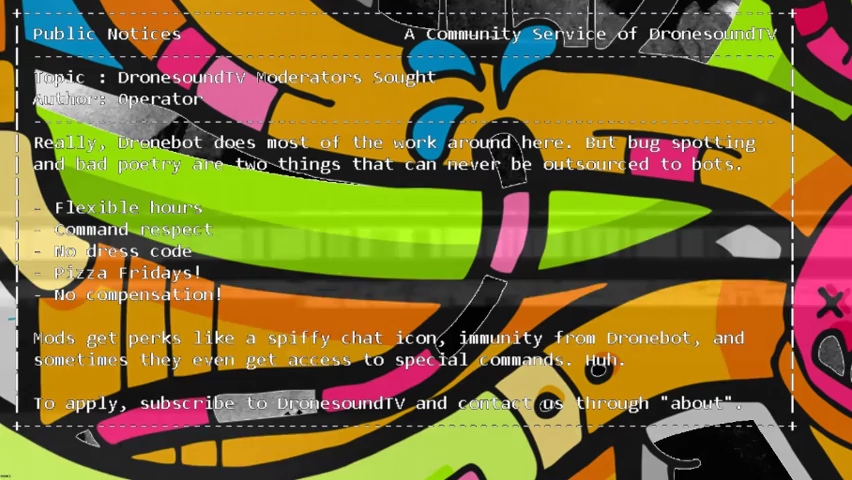 Public Notices A Community Service of DronesoundTV
Topic : DronesoundTV Moderators Sought
Author: Operator
Really, Dronebot does most of the work around here. But bug spotting
and bad poetry are two things that can never be outsourced to bots.
- Flexible hours
- Command respect
- No dress code
- Pizza Fridays!
- No compensation!
Mods get perks like a spiffy chat icon, immunity from Dronebot, and
sometimes they even get access to special commands. Huh.
To apply, subscribe to DronesoundTV and contact us through "about".